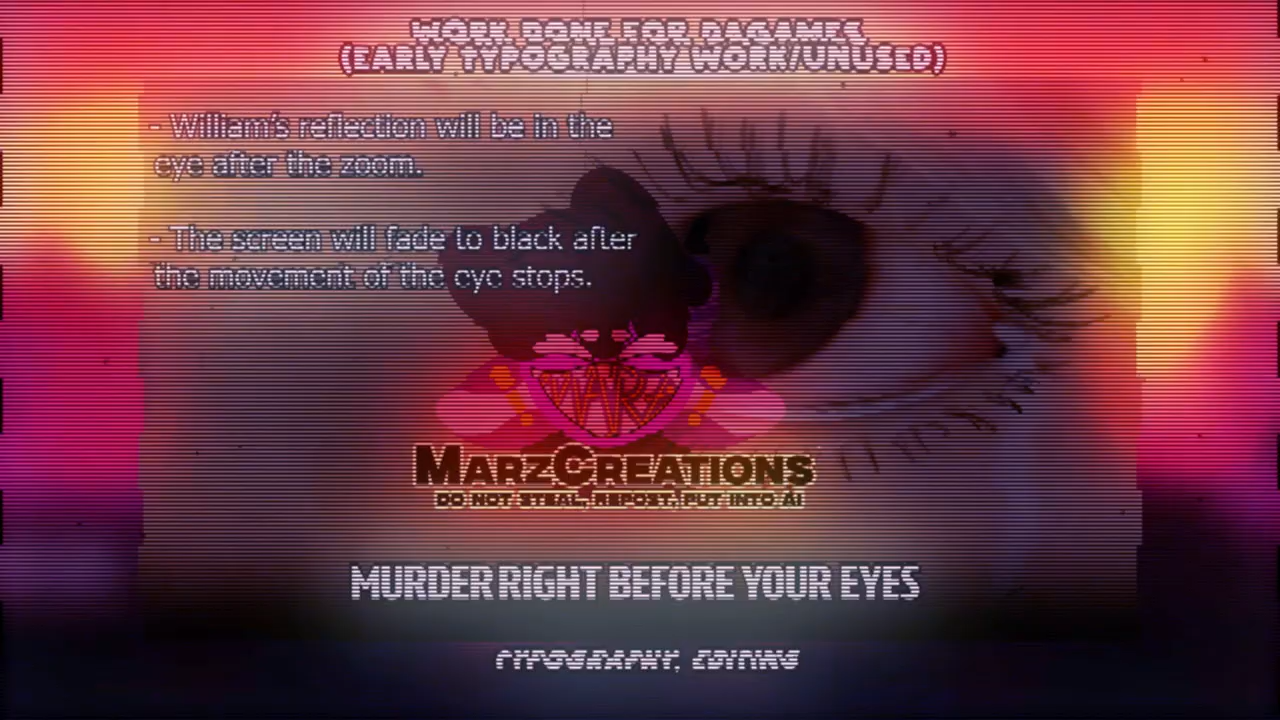 WORK DONE FOR DAGAMES
(EARLY TYPOGRAPHY WORK/UNUSED)
- William's reflection will be in the
eye after the zoom.
- The screen will fade to black after
the movement of the eye stops.
MARZ
MARZCREATIONS
DO NOT STEAL, REPOST, PUT INTO AI
MURDER RIGHT BEFORE YOUR EYES
TYPOGRAPHY, EDITING